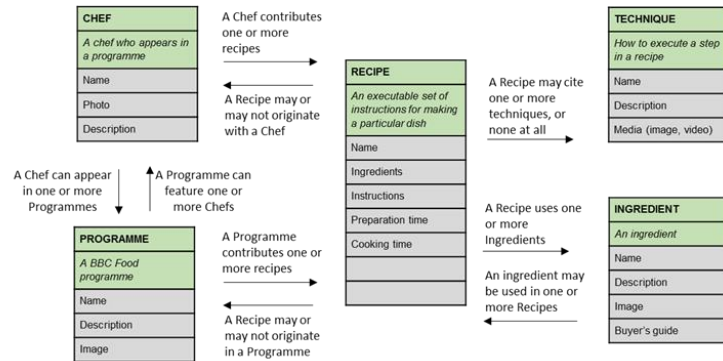 CHEF
A chef who appears in
a programme
Name
Photo
Description
A Chef contributes
one or more
recipes
A Recipe may or
may not originate
with a Chef
A Chef can appear
in one or more
Programmes
A Programme can
feature one or
more Chefs
PROGRAMME
A BBC Food
programme
Name
Description
Image
A Programme
contributes one or
more recipes
A Recipe may or
may not originate
in a Programme
RECIPE
An executable set of
instructions for making
a particular dish
Name
Ingredients
Instructions
Preparation time
Cooking time
A Recipe may cite
one or more
techniques, or
none at all
A Recipe uses one
or more
Ingredients
An ingredient may
be used in one or
more Recipes
TECHNIQUE
How to execute a step
in a recipe
Name
Description
Media (image, video)
INGREDIENT
An ingredient
Name
Description
Image
Buyer's guide